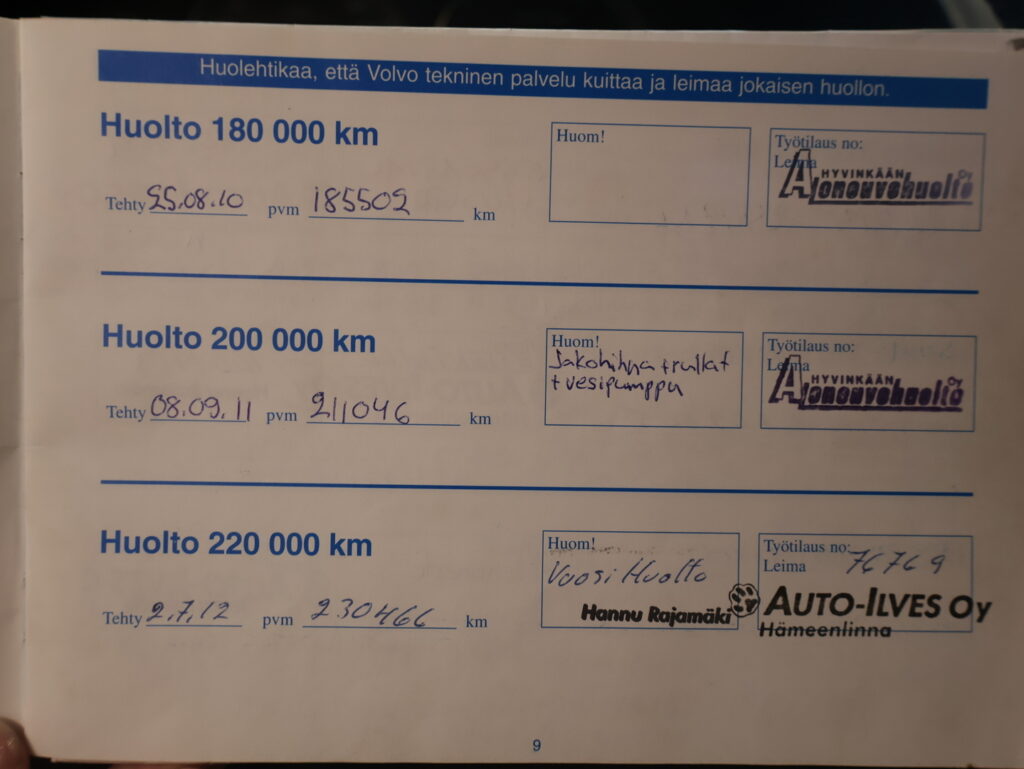 Huolehtikaa, että Volvo tekninen palvelu kuittaa ja leimaa jokaisen huollon.
Huolto 180 000 km
Tehty 25.08.10 pvm 185502 km
Huom!
Työtilaus no:
Leima
HYVINKÄÄN Oy
Ajoneuvohuolto
Huolto 200 000 km
Tehty 08.09.11 pvm 211046 km
Huom!
Jakohihna + rullat
+ vesipumppu
Työtilaus no:
Leima
HYVINKÄÄN Oy
Ajoneuvohuolto
Huolto 220 000 km
Tehty 2.7.12 pvm 230466 km
Huom!
Vuosi Huolto
Hannu Rajamäki
Työtilaus no: 76769
Leima
AUTO-ILVES Oy
Hämeenlinna
9